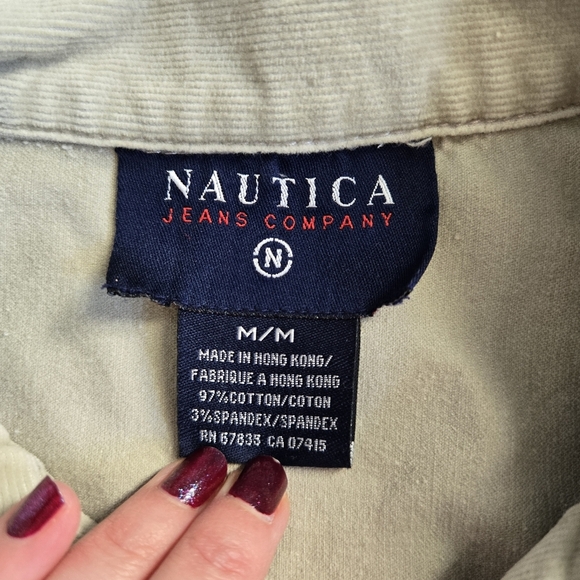 NAUTICA
JEANS COMPANY
N
M/M
MADE IN HONG KONG/
FABRIQUE A HONG KONG
97%COTTON/COTON
3%SPANDEX/SPANDEX
RN 67835 CA 07415